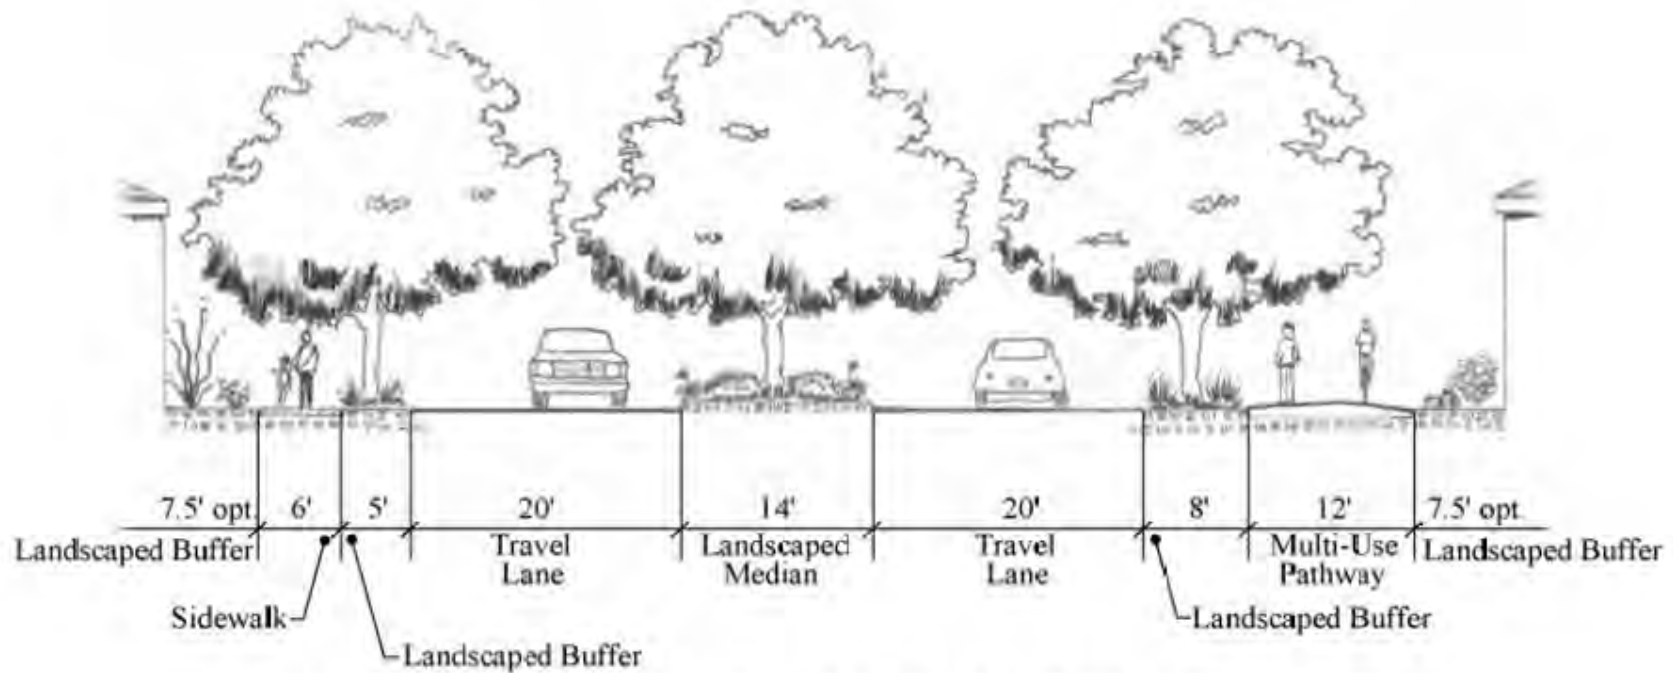 7.5' opt 6' 5' 20' 14' 20' 8' 12' 7.5' opt
Landscaped Buffer Travel Landscaped Travel Multi-Use Landscaped Buffer
Lane Median Lane Pathway
Sidewalk Landscaped Buffer
Landscaped Buffer